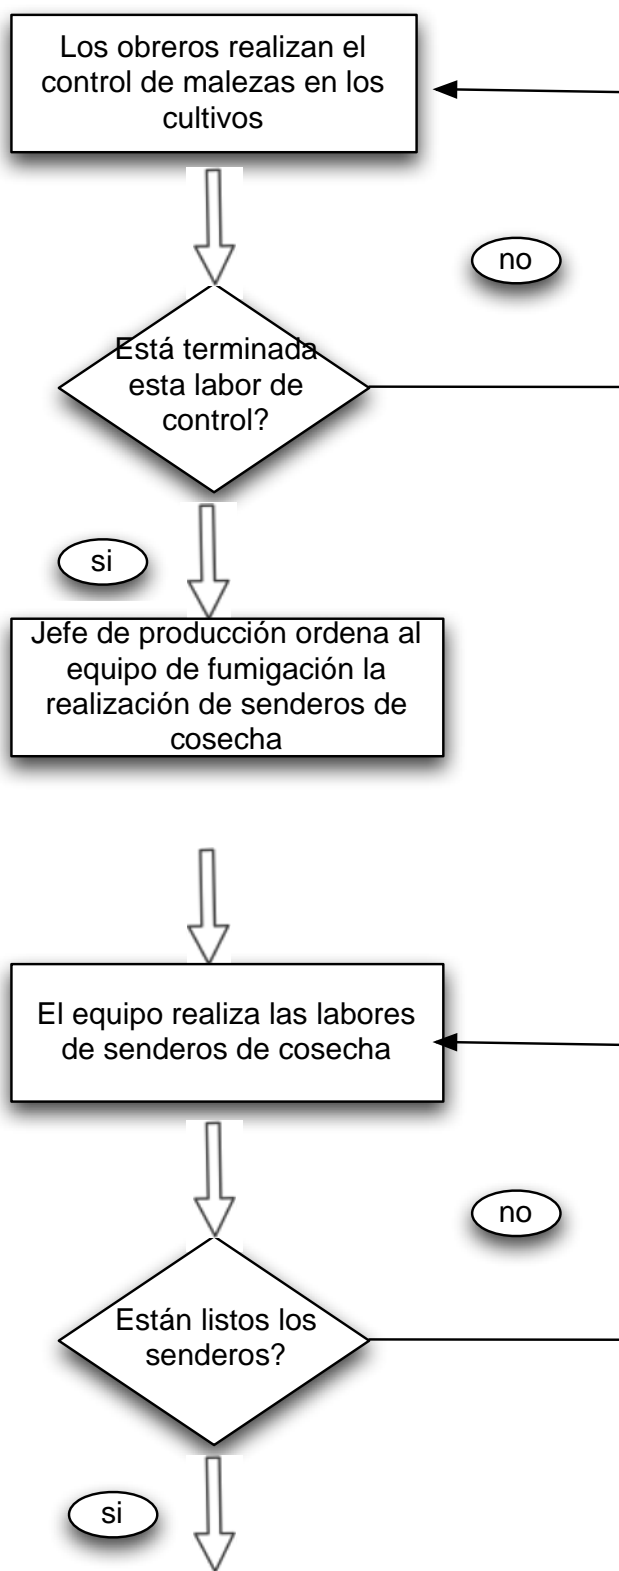 Los obreros realizan el
control de malezas en los
cultivos
no
Está terminada
esta labor de
control?
si
Jefe de producción ordena al
equipo de fumigación la
realización de senderos de
cosecha
El equipo realiza las labores
de senderos de cosecha
no
Están listos los
senderos?
si